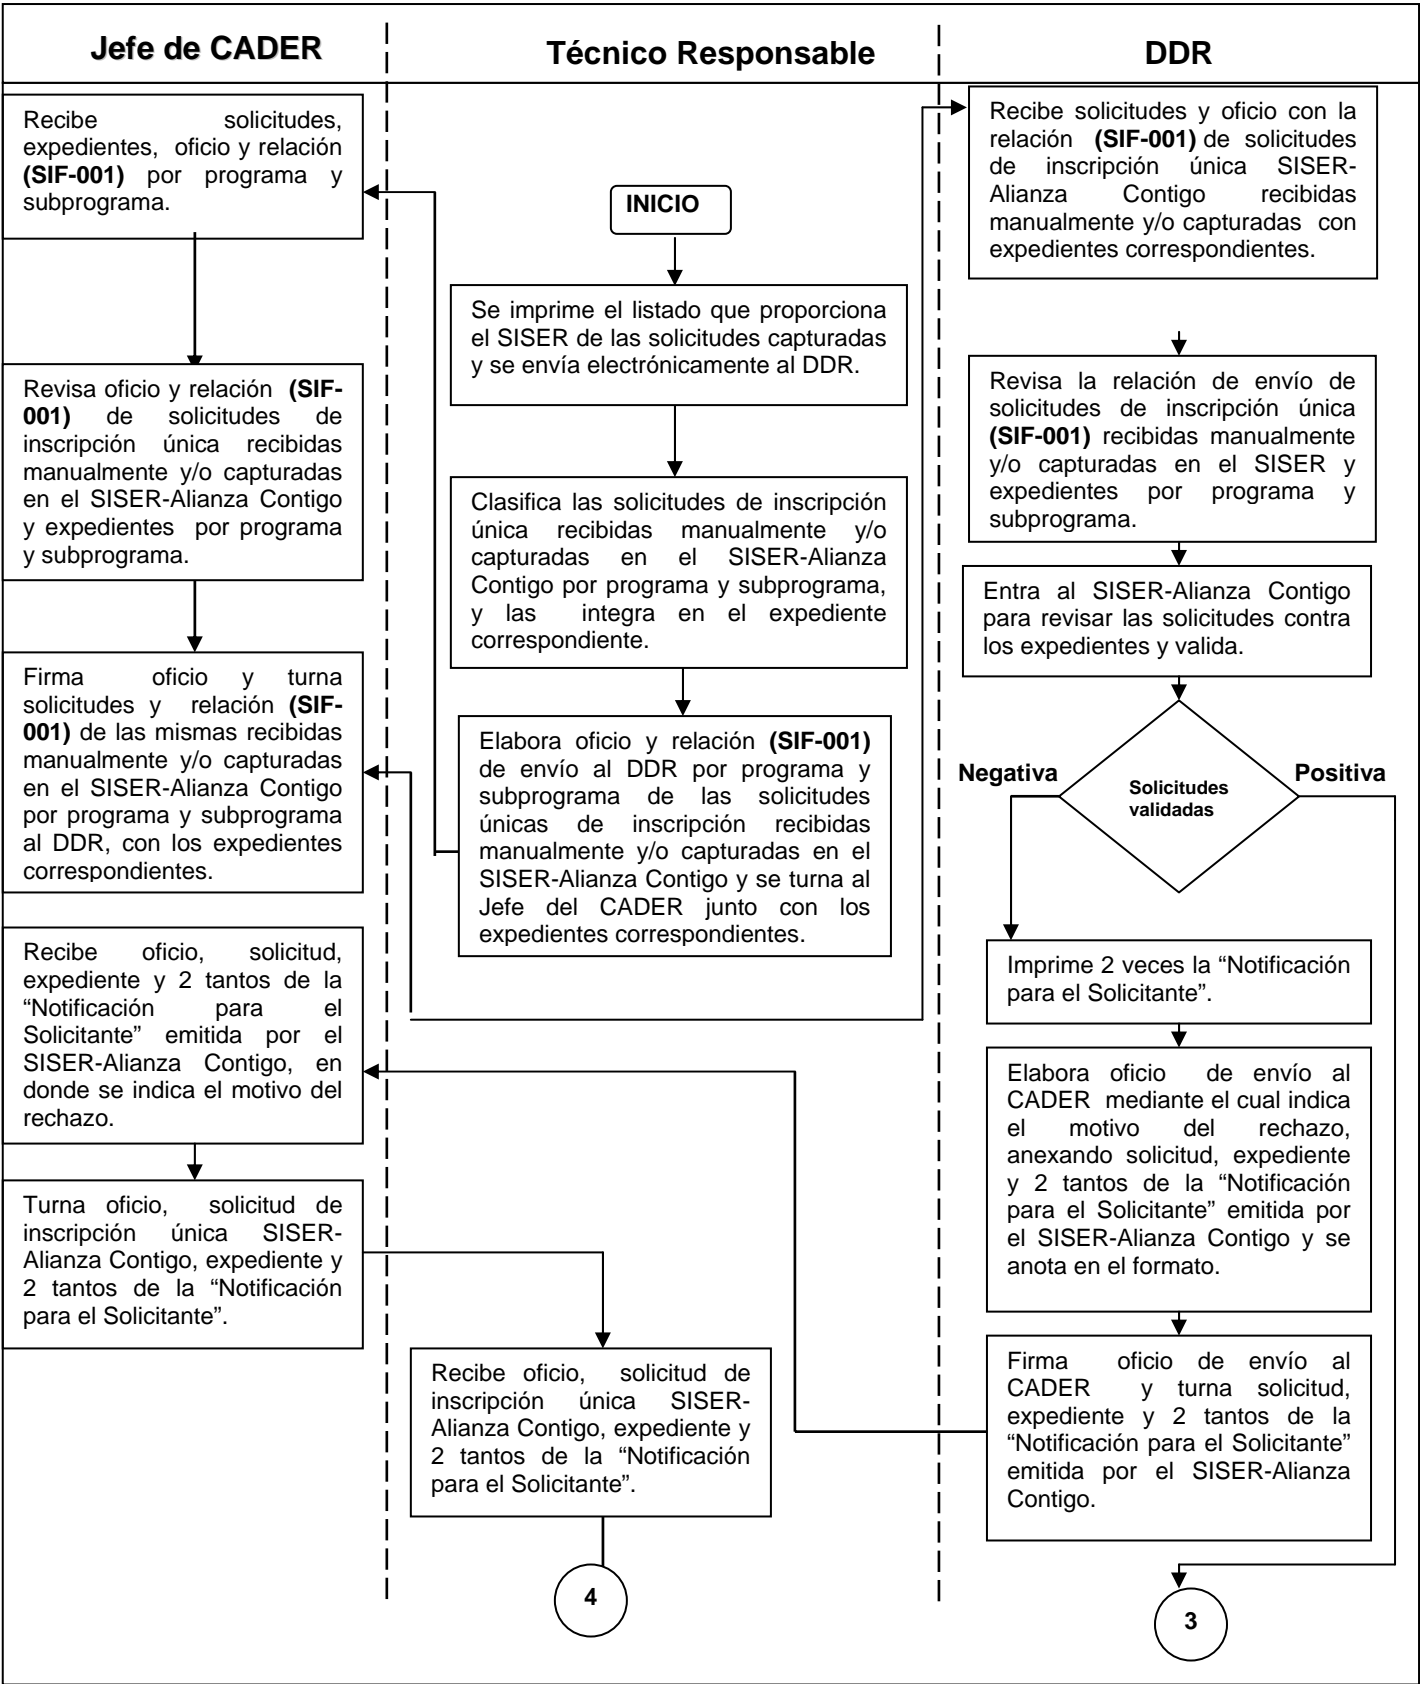 Jefe de CADER
Técnico Responsable
DDR
Recibe solicitudes,
expedientes, oficio y relación
(SIF-001) por programa y
subprograma.
Revisa oficio y relación (SIF-
001) de solicitudes de
inscripción única recibidas
manualmente y/o capturadas
en el SISER-Alianza Contigo
y expedientes por programa
y subprograma.
Firma oficio y turna
solicitudes y relación (SIF-
001) de las mismas recibidas
manualmente y/o capturadas
en el SISER-Alianza Contigo
por programa y subprograma
al DDR, con los expedientes
correspondientes.
Recibe oficio, solicitud,
expediente y 2 tantos de la
“Notificación para el
Solicitante” emitida por el
SISER-Alianza Contigo, en
donde se indica el motivo del
rechazo.
Turna oficio, solicitud de
inscripción única SISER-
Alianza Contigo, expediente y
2 tantos de la “Notificación
para el Solicitante”.
INICIO
Se imprime el listado que proporciona
el SISER de las solicitudes capturadas
y se envía electrónicamente al DDR.
Clasifica las solicitudes de inscripción
única recibidas manualmente y/o
capturadas en el SISER-Alianza
Contigo por programa y subprograma,
y las integra en el expediente
correspondiente.
Elabora oficio y relación (SIF-001)
de envío al DDR por programa y
subprograma de las solicitudes
únicas de inscripción recibidas
manualmente y/o capturadas en el
SISER-Alianza Contigo y se turna al
Jefe del CADER junto con los
expedientes correspondientes.
Recibe oficio, solicitud de
inscripción única SISER-
Alianza Contigo, expediente y
2 tantos de la “Notificación
para el Solicitante”.
4
Recibe solicitudes y oficio con la
relación (SIF-001) de solicitudes
de inscripción única SISER-
Alianza Contigo recibidas
manualmente y/o capturadas con
expedientes correspondientes.
Revisa la relación de envío de
solicitudes de inscripción única
(SIF-001) recibidas manualmente
y/o capturadas en el SISER y
expedientes por programa y
subprograma.
Entra al SISER-Alianza Contigo
para revisar las solicitudes contra
los expedientes y valida.
Negativa
Solicitudes
validadas
Positiva
Imprime 2 veces la “Notificación
para el Solicitante”.
Elabora oficio de envío al
CADER mediante el cual indica
el motivo del rechazo,
anexando solicitud, expediente
y 2 tantos de la “Notificación
para el Solicitante” emitida por
el SISER-Alianza Contigo y se
anota en el formato.
Firma oficio de envío al
CADER y turna solicitud,
expediente y 2 tantos de la
“Notificación para el Solicitante”
emitida por el SISER-Alianza
Contigo.
3